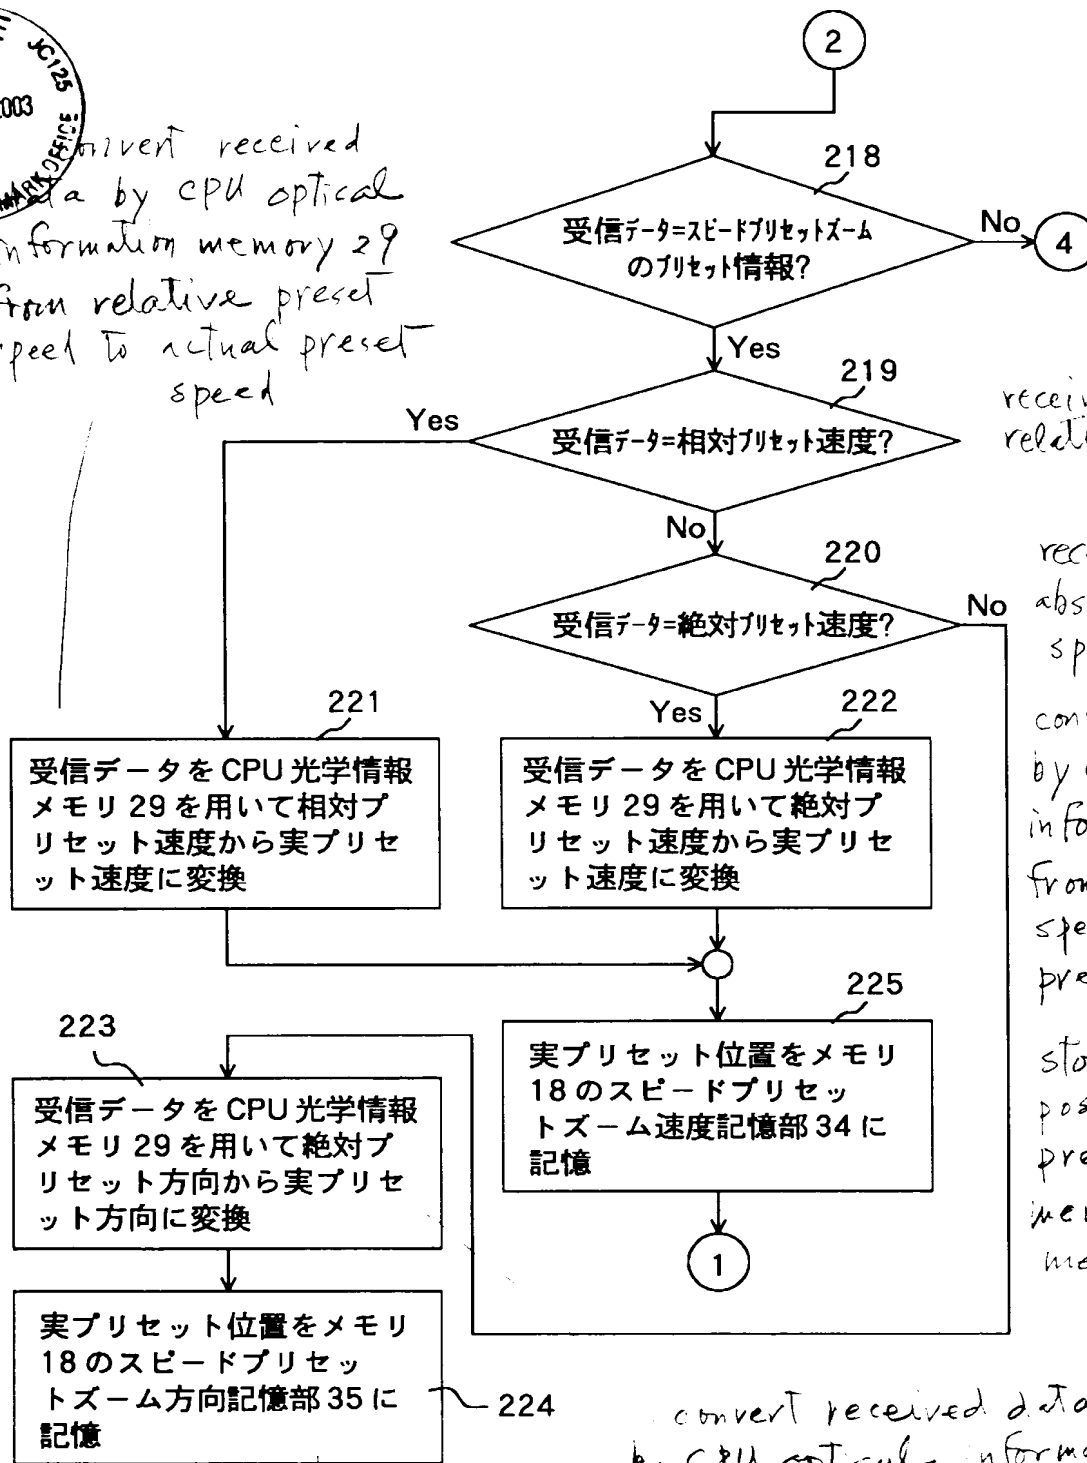 JC125
2003
2
convert received
data by CPU optical
information memory 29
from relative preset
speed to actual preset
speed
218
受信データ=スピードプリセットズーム
のプリセット情報?
No
4
Yes
219
受信データ=相対プリセット速度?
Yes
No
220
受信データ=絶対プリセット速度?
No
Yes
221
受信データをCPU光学情報
メモリ29を用いて相対プ
リセット速度から実プリセ
ット速度に変換
222
受信データをCPU光学情報
メモリ29を用いて絶対プ
リセット速度から実プリセ
ット速度に変換
225
実プリセット位置をメモリ
18のスピードプリセッ
トズーム速度記憶部34に
記憶
1
223
受信データをCPU光学情報
メモリ29を用いて絶対プ
リセット方向から実プリセ
ット方向に変換
実プリセット位置をメモリ
18のスピードプリセッ
トズーム方向記憶部35に
記憶
224
by
convert received data
by CPU optical